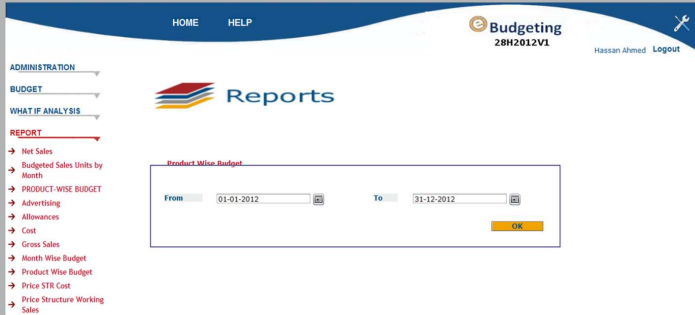 HOME HELP
e Budgeting
28H2012V1
Hassan Ahmed Logout
ADMINISTRATION
BUDGET
WHAT IF ANALYSIS
REPORT
Net Sales
Budgeted Sales Units by
Month
PRODUCT-WISE BUDGET
Advertising
Allowances
Cost
Gross Sales
Month Wise Budget
Product Wise Budget
Price STR Cost
Price Structure Working
Sales
Reports
Product Wise Budget
From 01-01-2012 To 31-12-2012
OK